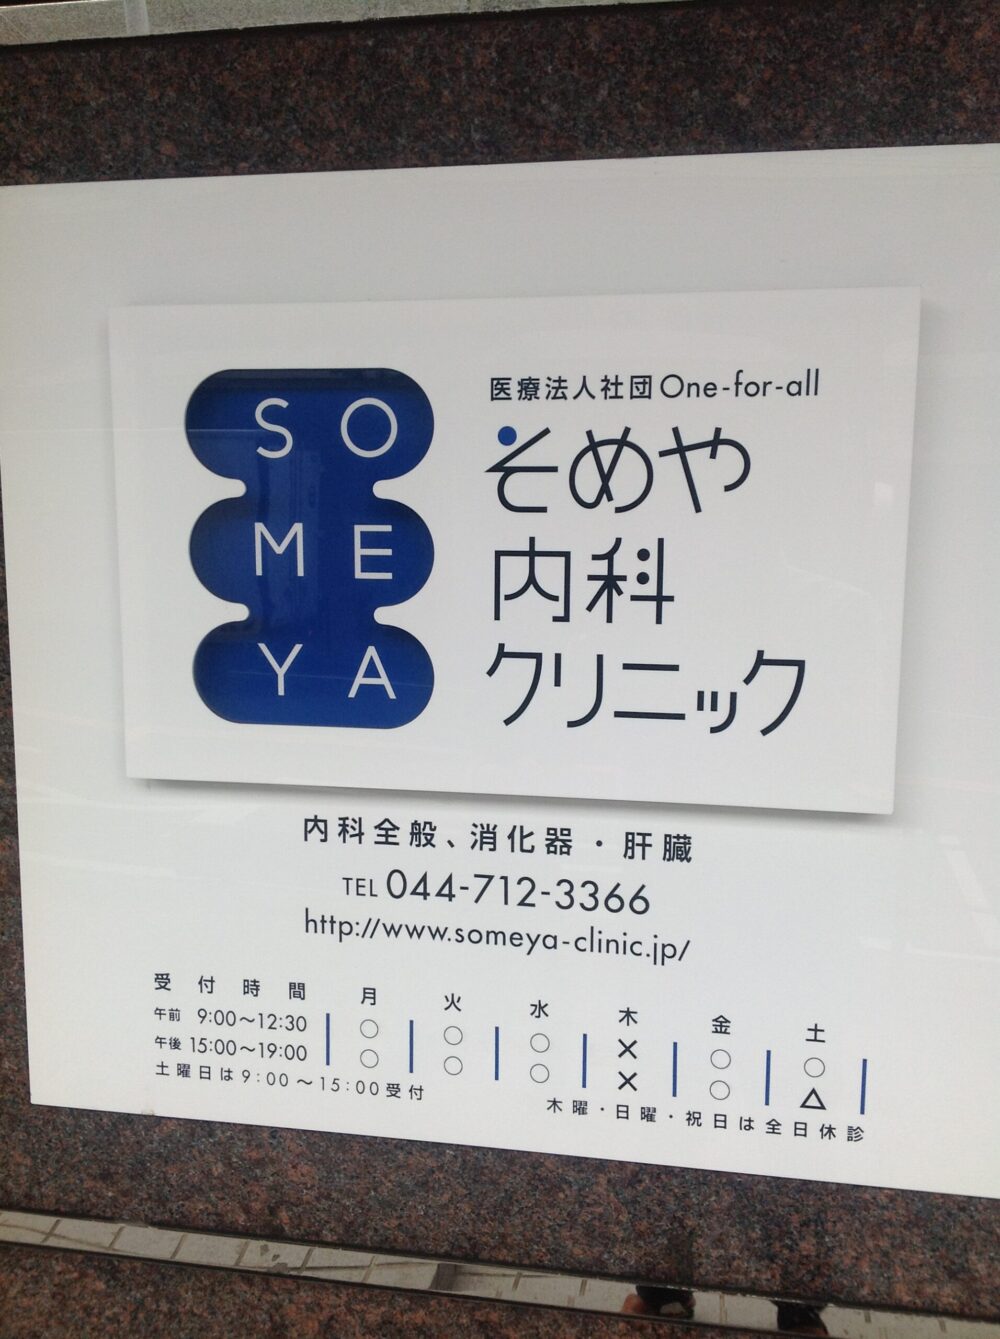 SO
ME
YA
医療法人社団One-for-all
そめや
内科
クリニック
内科全般、消化器・肝臓
TEL 044-712-3366
http://www.someya-clinic.jp/
受付時間 月 火 水 木 金 土
午前 9:00〜12:30 ○ ○ ○ × ○ ○
午後 15:00〜19:00 ○ ○ ○ × ○ △
土曜日は9:00〜15:00受付
木曜・日曜・祝日は全日休診